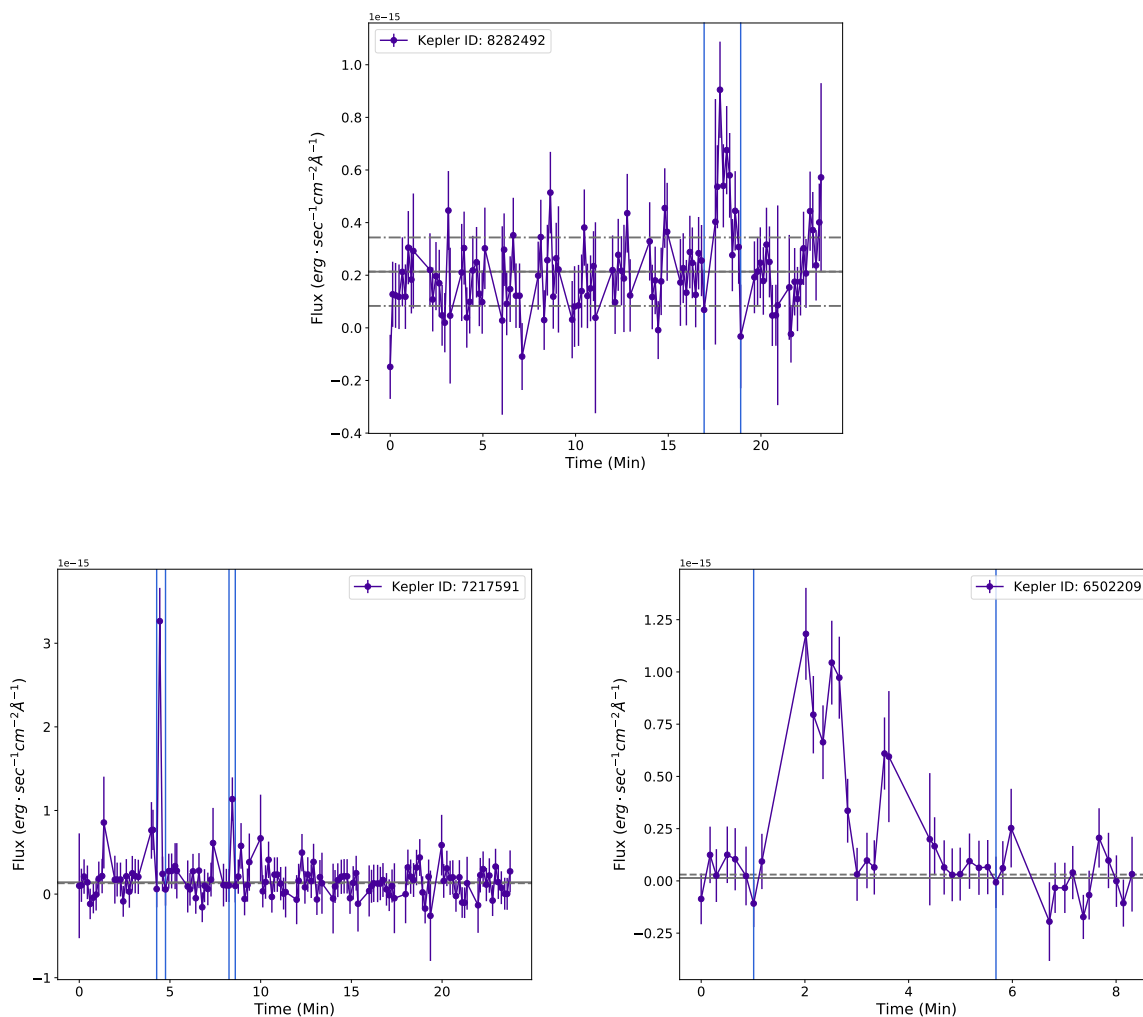 1e−15
Kepler ID: 8282492
Flux (erg · sec⁻¹cm⁻²Å⁻¹)
1.0
0.8
0.6
0.4
0.2
0.0
−0.2
−0.4
0 5 10 15 20
Time (Min)
1e−15
Kepler ID: 7217591
Flux (erg · sec⁻¹cm⁻²Å⁻¹)
3
2
1
0
−1
0 5 10 15 20
Time (Min)
1e−15
Kepler ID: 6502209
Flux (erg · sec⁻¹cm⁻²Å⁻¹)
1.25
1.00
0.75
0.50
0.25
0.00
−0.25
0 2 4 6 8
Time (Min)